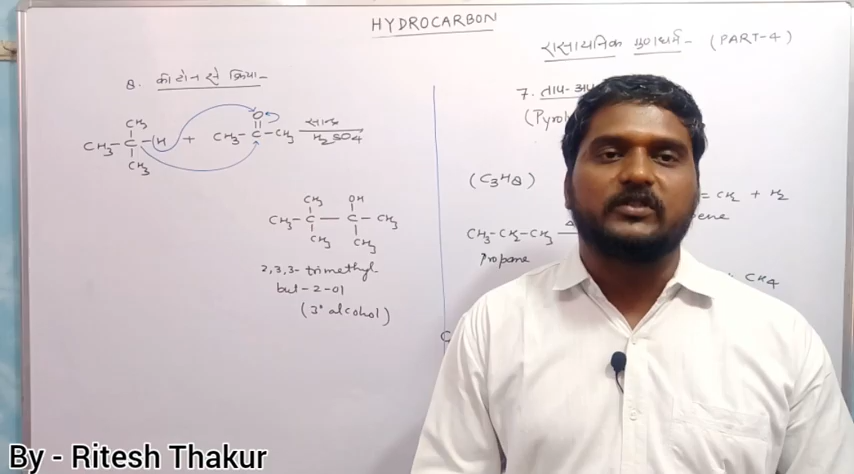 HYDROCARBON
रासायनिक गुणधर्म - (PART-4)
8. कीटोन से क्रिया -
CH3
CH3-C-(H + CH3-C-CH3 सान्द्र
O
H2SO4
CH3
CH3 OH
CH3-C-C-CH3
CH3 CH3
2,3,3- trimethyl-
but-2-ol
(3° alcohol)
7. ताप-अप
(Pyrol
(C3H8)
= CH2 + H2
CH3-CH2-CH3
Propane
CH4
By - Ritesh Thakur